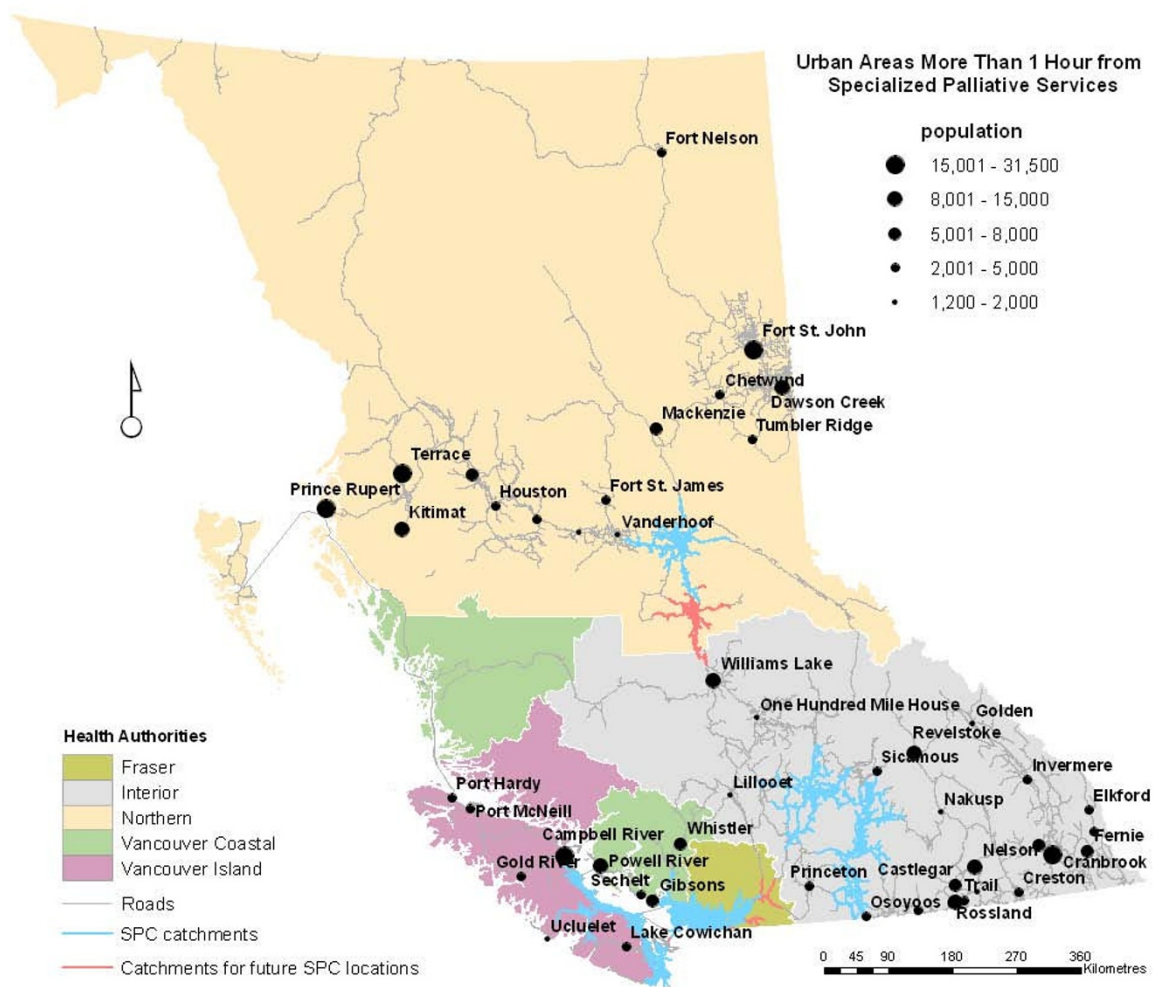 Urban Areas More Than 1 Hour from
Specialized Palliative Services
population
15,001 - 31,500
8,001 - 15,000
5,001 - 8,000
2,001 - 5,000
1,200 - 2,000
Fort Nelson
Fort St. John
Chetwynd
Dawson Creek
Mackenzie
Tumbler Ridge
Terrace
Prince Rupert
Houston
Fort St. James
Kitimat
Vanderhoof
Williams Lake
One Hundred Mile House
Golden
Revelstoke
Sicamous
Invermere
Port Hardy
Lillooet
Nakusp
Elkford
Port McNeill
Campbell River
Whistler
Fernie
Nelson
Gold River
Powell River
Cranbrook
Castlegar
Princeton
Sechelt
Gibsons
Trail
Creston
Osoyoos
Rossland
Ucluelet
Lake Cowichan
Health Authorities
Fraser
Interior
Northern
Vancouver Coastal
Vancouver Island
Roads
SPC catchments
Catchments for future SPC locations
0 45 90 180 270 360
Kilometres